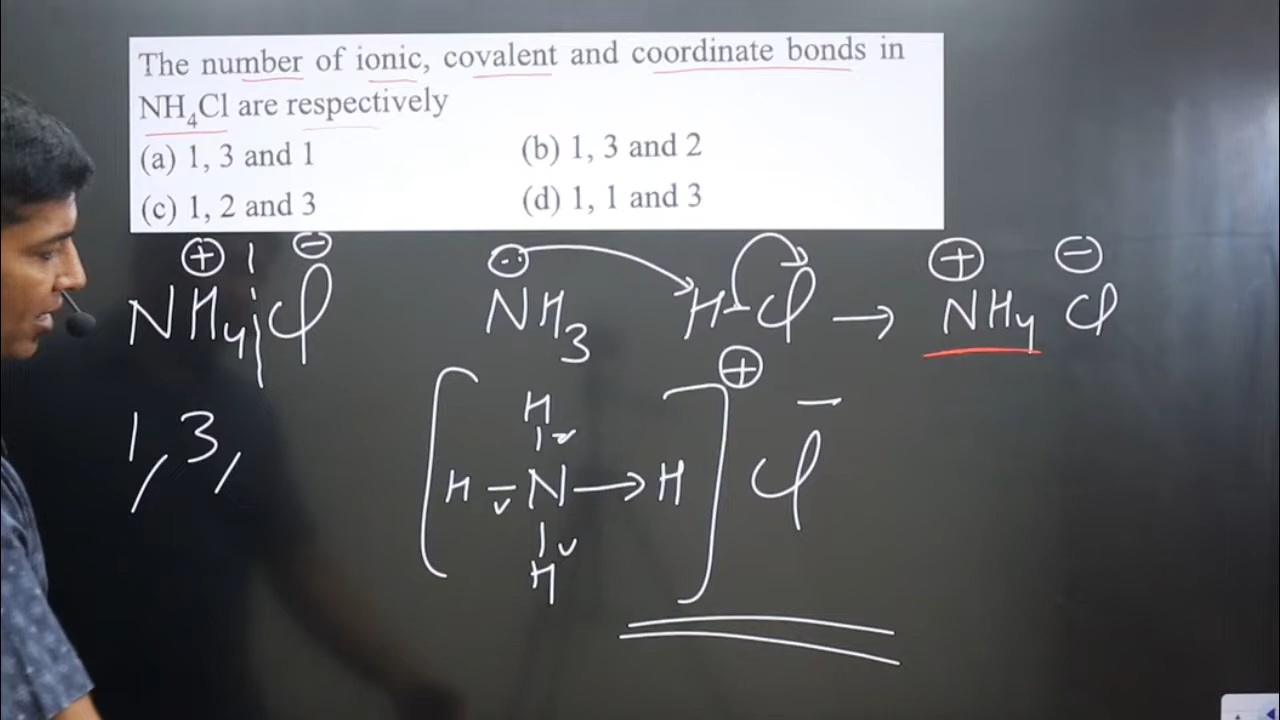 The number of ionic, covalent and coordinate bonds in
NH₄Cl are respectively
(a) 1, 3 and 1
(b) 1, 3 and 2
(c) 1, 2 and 3
(d) 1, 1 and 3
⊕ ⊖
NH₄ Cl
NH₃ H-Cl → NH₄ Cl
⊕ ⊖
1, 3,
[ H
H - N → H ]⊕ Cl⁻
H